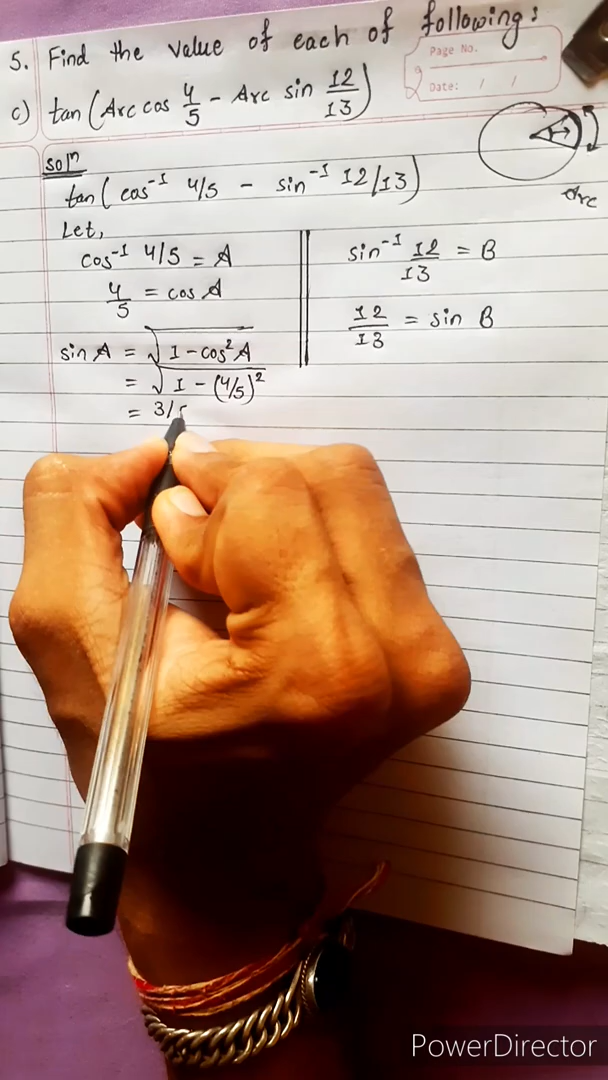 5. Find the value of each of following:
Page No.
Date: / /
c) tan (Arc cos 4/5 - Arc sin 12/13)
Arc
Solⁿ
tan ( cos⁻¹ 4/5 - sin⁻¹ 12/13)
Let,
cos⁻¹ 4/5 = A
4/5 = cos A
sin A = √1 - cos²A
= √1 - (4/5)²
= 3/5
sin⁻¹ 12/13 = B
12/13 = sin B
PowerDirector